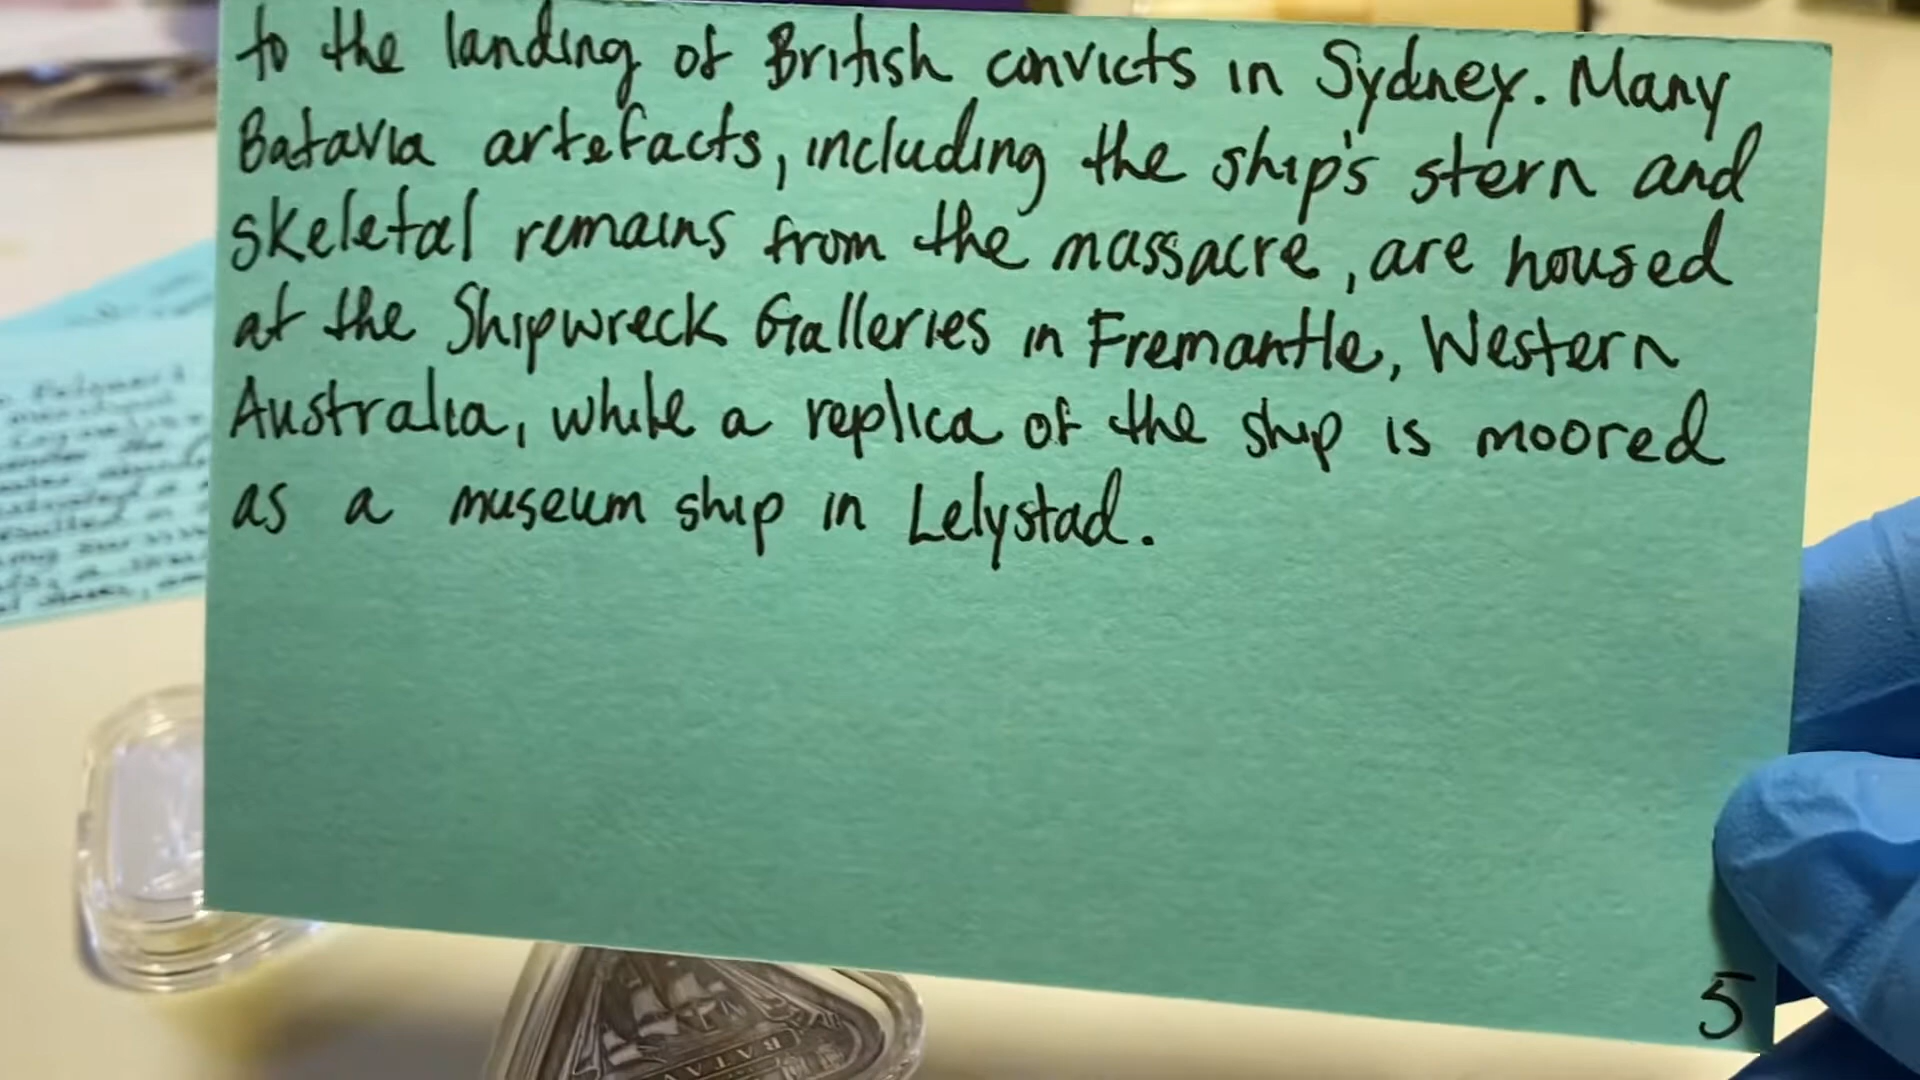 to the landing of British convicts in Sydney. Many
Batavia artefacts, including the ship's stern and
skeletal remains from the massacre, are housed
at the Shipwreck Galleries in Fremantle, Western
Australia, while a replica of the ship is moored
as a museum ship in Lelystad.
5